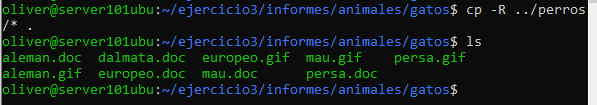 oliver@server101ubu:~/ejercicio3/informes/animales/gatos$ cp -R ../perros
/* .
oliver@server101ubu:~/ejercicio3/informes/animales/gatos$ ls
aleman.doc dalmata.doc europeo.gif mau.gif persa.gif
aleman.gif europeo.doc mau.doc persa.doc
oliver@server101ubu:~/ejercicio3/informes/animales/gatos$